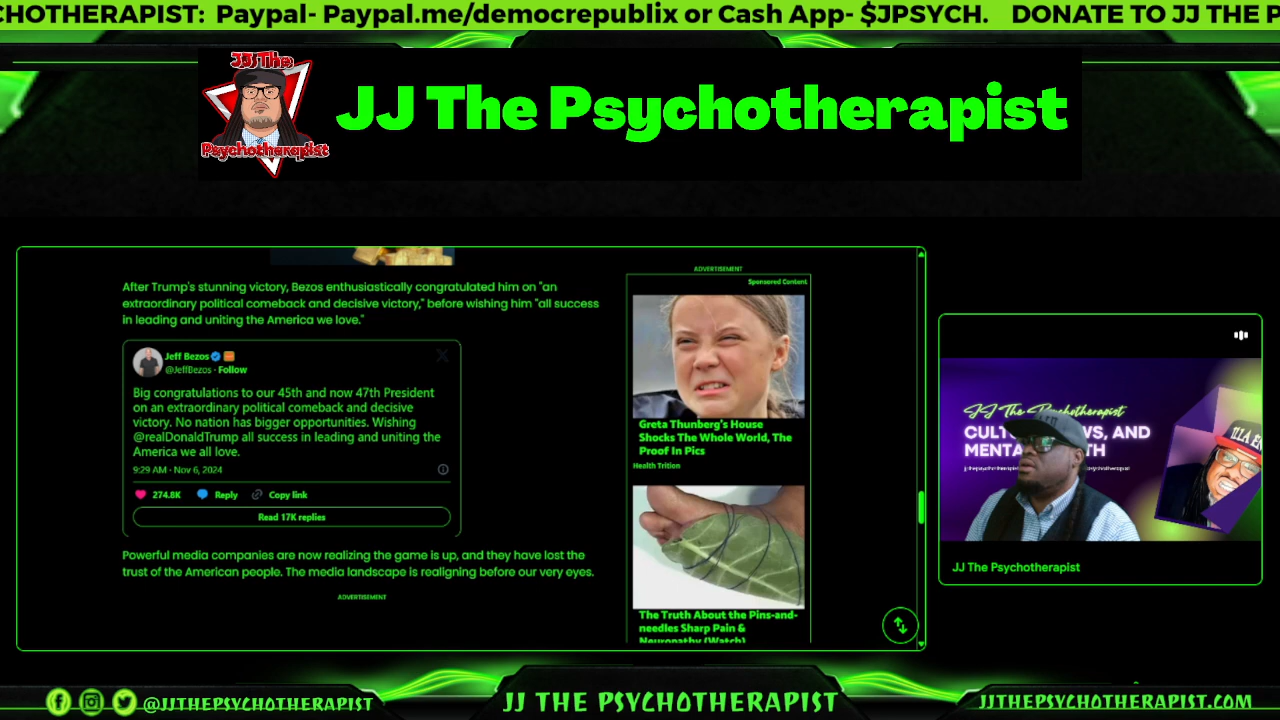 CHOTHERAPIST: Paypal- Paypal.me/democrepublix or Cash App- $JPSYCH. DONATE TO JJ THE P
JJ The
Psychotherapist
JJ The Psychotherapist
After Trump's stunning victory, Bezos enthusiastically congratulated him on "an
extraordinary political comeback and decisive victory," before wishing him "all success
in leading and uniting the America we love."
Jeff Bezos
@JeffBezos · Follow
Big congratulations to our 45th and now 47th President
on an extraordinary political comeback and decisive
victory. No nation has bigger opportunities. Wishing
@realDonaldTrump all success in leading and uniting the
America we all love.
9:29 AM · Nov 6, 2024
274.8K Reply Copy link
Read 17K replies
Powerful media companies are now realizing the game is up, and they have lost the
trust of the American people. The media landscape is realigning before our very eyes.
ADVERTISEMENT
ADVERTISEMENT
Sponsored Content
Greta Thunberg's House
Shocks The Whole World, The
Proof In Pics
Health Trition
The Truth About the Pins-and-
needles Sharp Pain &
Neuropathy (Watch)
JJ The Psychotherapist
CULT WS, AND
MENTA TH
ILLA
JJ The Psychotherapist
@JJTHEPSYCHOTHERAPIST
JJ THE PSYCHOTHERAPIST
JJTHEPSYCHOTHERAPIST.COM